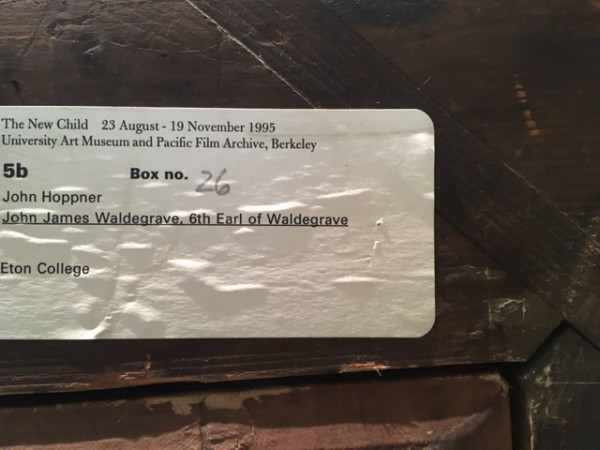 The New Child 23 August - 19 November 1995
University Art Museum and Pacific Film Archive, Berkeley
5b Box no. 26
John Hoppner
John James Waldegrave, 6th Earl of Waldegrave
Eton College